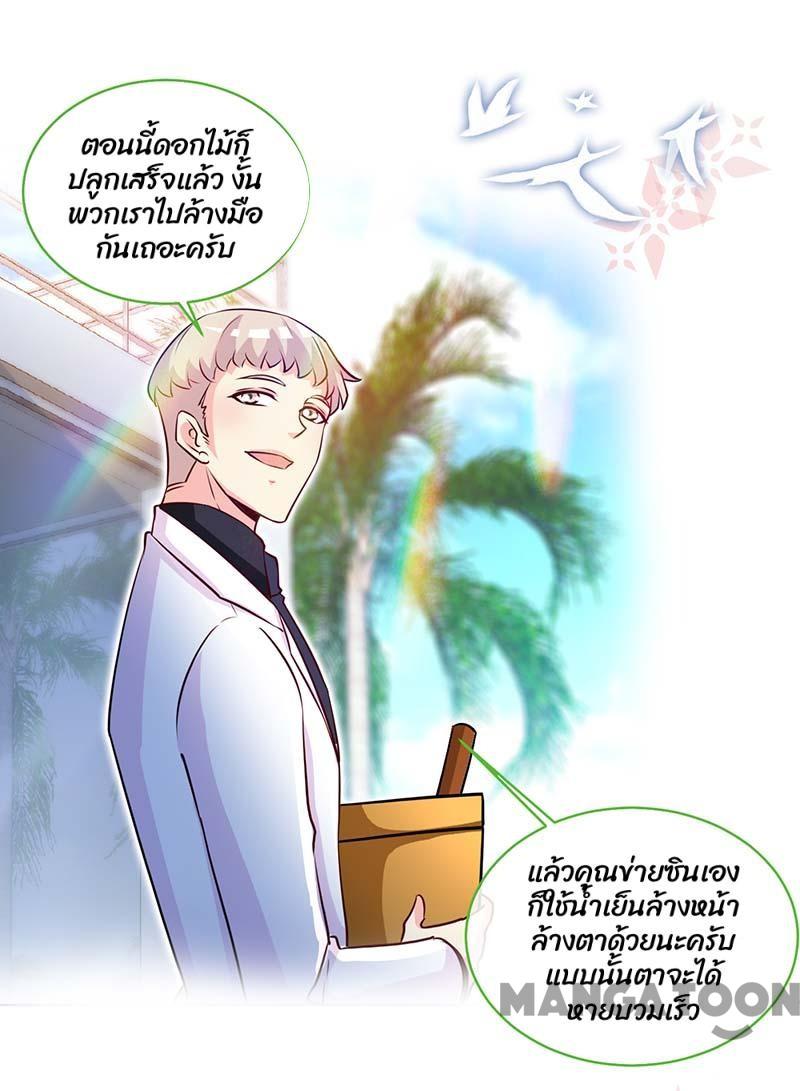 ตอนนี้ดอกไม้ก็
ปลูกเสร็จแล้ว งั้น
พวกเราไปล้างมือ
กันเถอะครับ
แล้วคุณข่ายซินเอง
ก็ใช้น้ำเย็นล้างหน้า
ล้างตาด้วยนะครับ
แบบนั้นตาจะได้
หายบวมเร็ว
MANGATOON